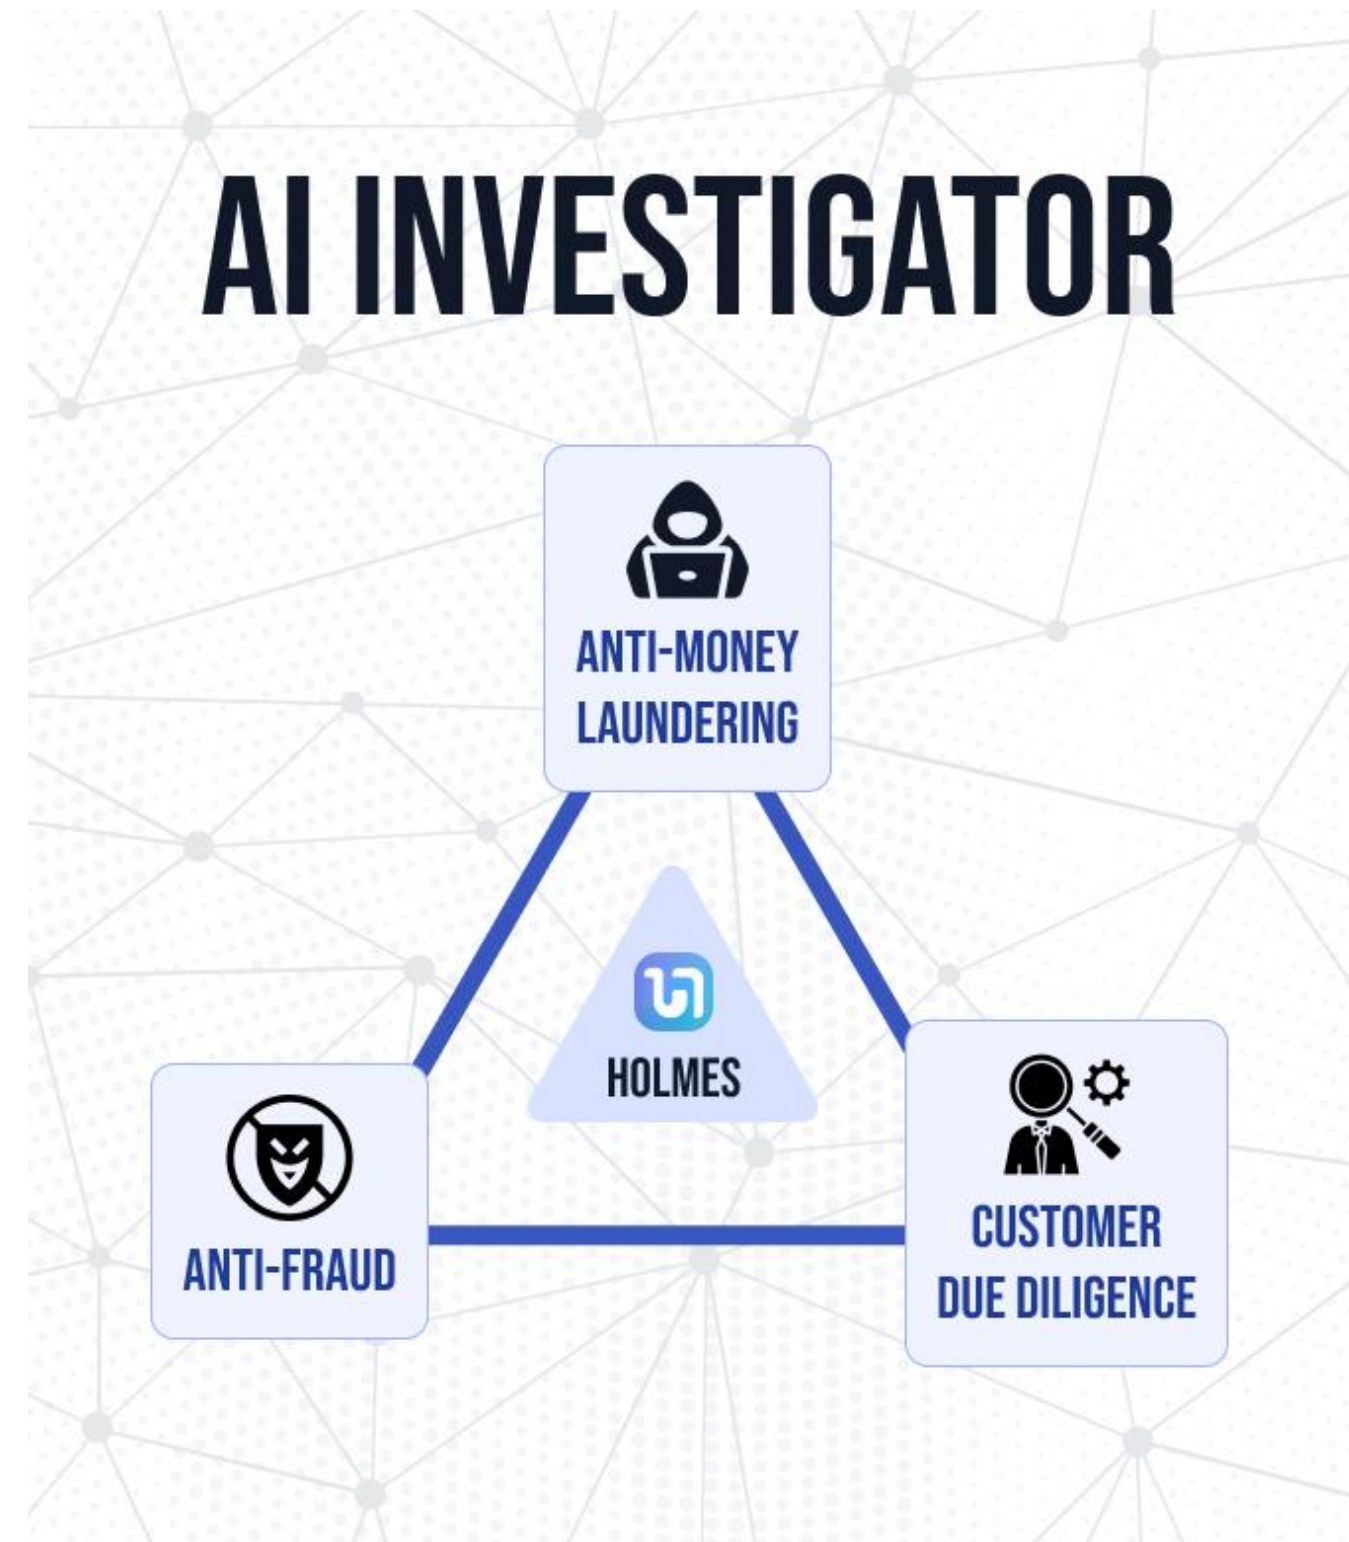 AI INVESTIGATOR
ANTI-MONEY
LAUNDERING
HOLMES
ANTI-FRAUD
CUSTOMER
DUE DILIGENCE